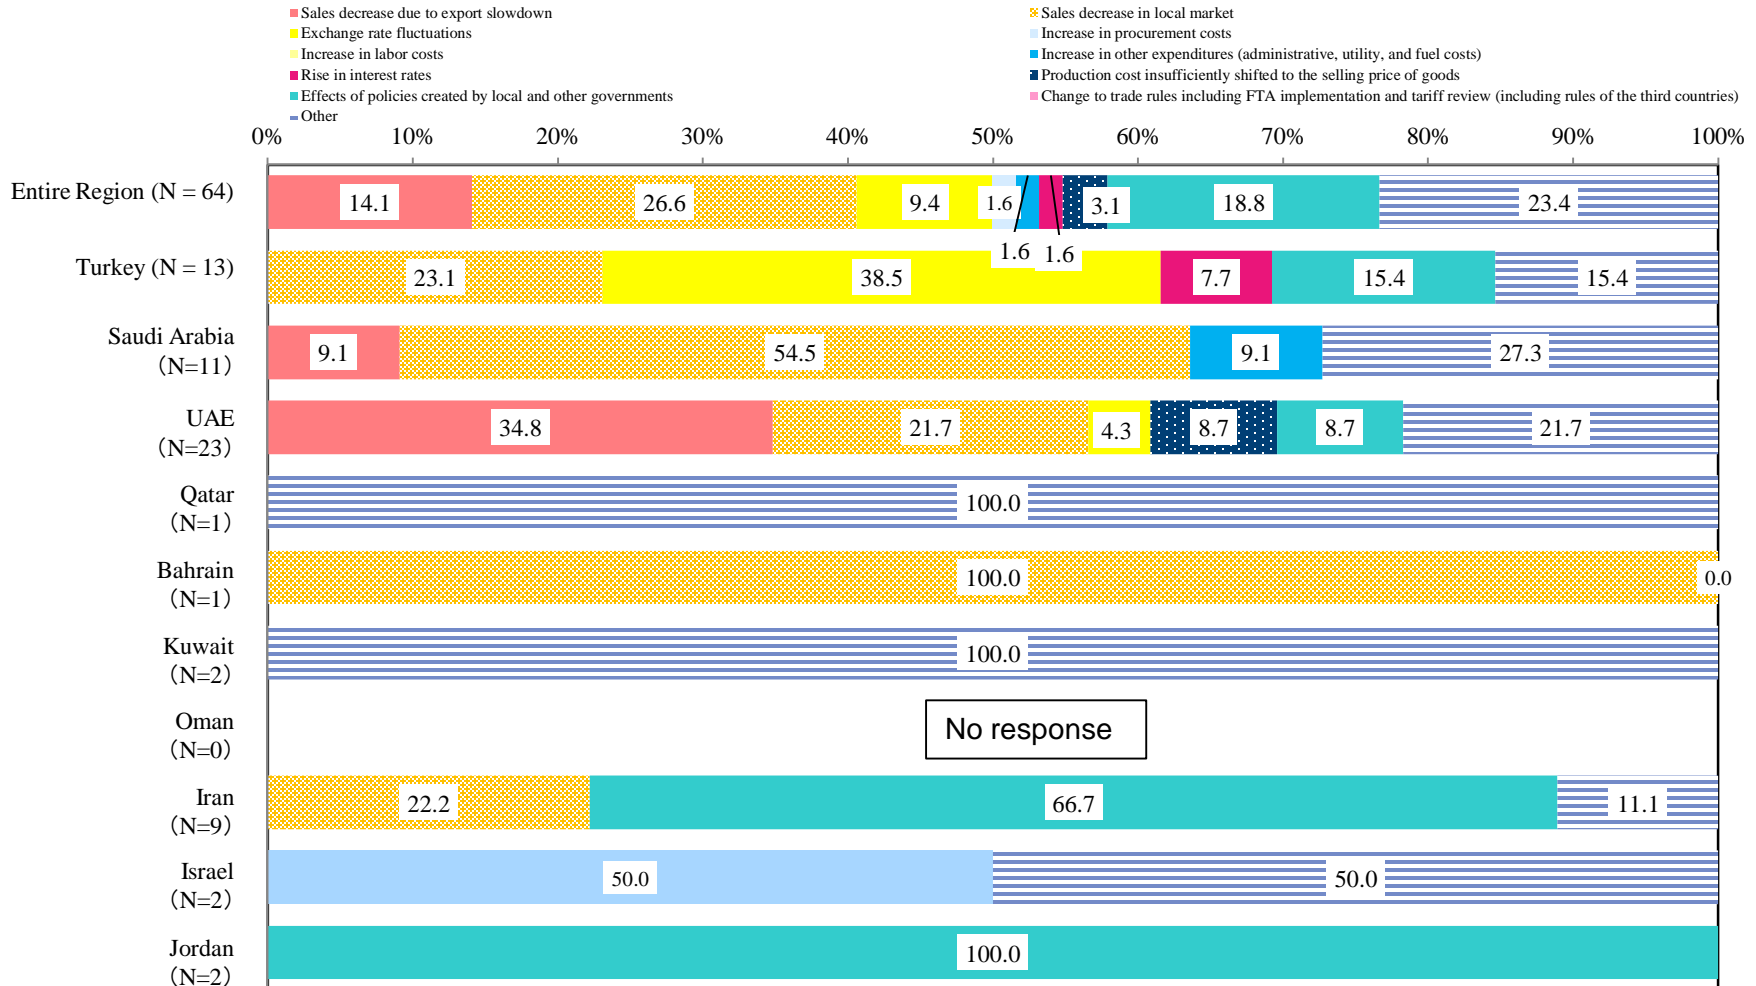 Sales decrease due to export slowdown
Sales decrease in local market
Exchange rate fluctuations
Increase in procurement costs
Increase in labor costs
Increase in other expenditures (administrative, utility, and fuel costs)
Rise in interest rates
Production cost insufficiently shifted to the selling price of goods
Effects of policies created by local and other governments
Change to trade rules including FTA implementation and tariff review (including rules of the third countries)
Other
0% 10% 20% 30% 40% 50% 60% 70% 80% 90% 100%
Entire Region (N = 64)
14.1 26.6 9.4 1.6 3.1 18.8 23.4
1.6 1.6
Turkey (N = 13)
23.1 38.5 7.7 15.4 15.4
Saudi Arabia
（N=11）
9.1 54.5 9.1 27.3
UAE
（N=23）
34.8 21.7 4.3 8.7 8.7 21.7
Qatar
（N=1）
100.0
Bahrain
（N=1）
100.0 0.0
Kuwait
（N=2）
100.0
Oman
（N=0）
No response
Iran
（N=9）
22.2 66.7 11.1
Israel
（N=2）
50.0 50.0
Jordan
（N=2）
100.0